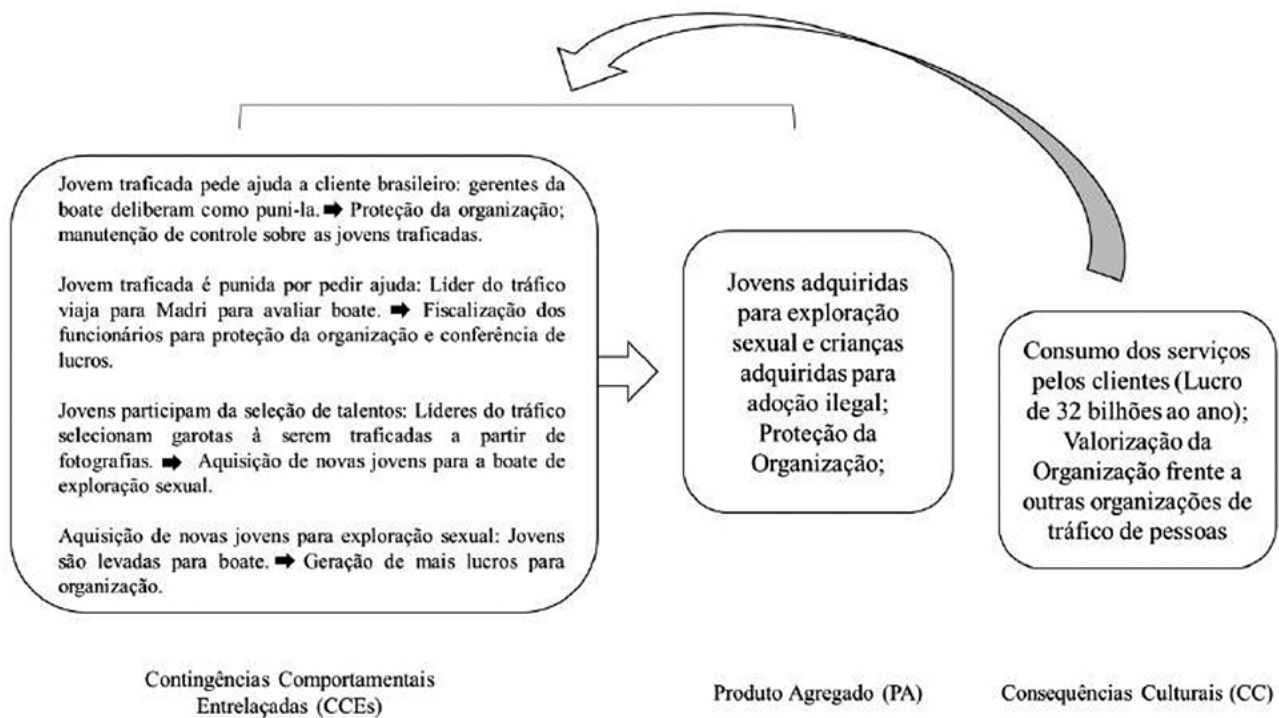 Jovem traficada pede ajuda a cliente brasileiro: gerentes da
boate deliberam como puni-la. ➡ Proteção da organização;
manutenção de controle sobre as jovens traficadas.
Jovem traficada é punida por pedir ajuda: Líder do tráfico
viaja para Madri para avaliar boate. ➡ Fiscalização dos
funcionários para proteção da organização e conferência de
lucros.
Jovens participam da seleção de talentos: Líderes do tráfico
selecionam garotas à serem traficadas a partir de
fotografias. ➡ Aquisição de novas jovens para a boate de
exploração sexual.
Aquisição de novas jovens para exploração sexual: Jovens
são levadas para boate. ➡ Geração de mais lucros para
organização.
Jovens adquiridas
para exploração
sexual e crianças
adquiridas para
adoção ilegal;
Proteção da
Organização;
Consumo dos serviços
pelos clientes (Lucro
de 32 bilhões ao ano);
Valorização da
Organização frente a
outras organizações de
tráfico de pessoas
Contingências Comportamentais
Entrelaçadas (CCEs)
Produto Agregado (PA)
Consequências Culturais (CC)